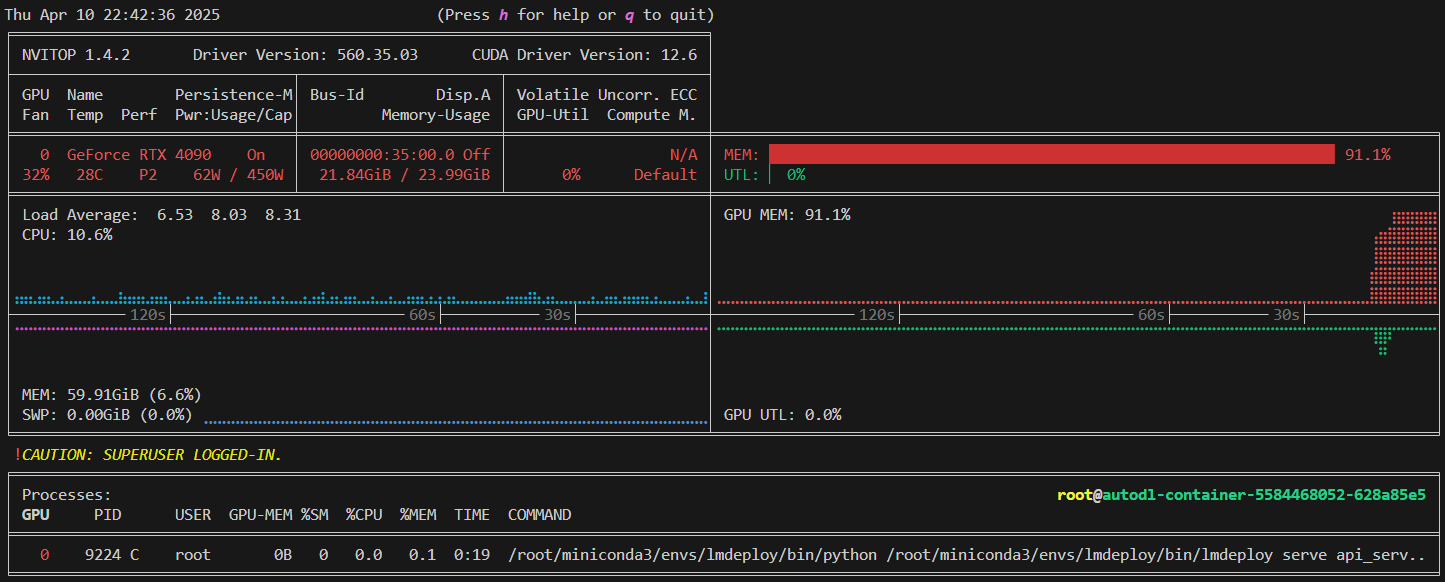 Thu Apr 10 22:42:36 2025 (Press h for help or q to quit)
NVITOP 1.4.2 Driver Version: 560.35.03 CUDA Driver Version: 12.6
GPU Name Persistence-M Bus-Id Disp.A Volatile Uncorr. ECC
Fan Temp Perf Pwr:Usage/Cap Memory-Usage GPU-Util Compute M.
0 GeForce RTX 4090 On 00000000:35:00.0 Off N/A MEM: 91.1%
32% 28C P2 62W / 450W 21.84GiB / 23.99GiB 0% Default UTL: 0%
Load Average: 6.53 8.03 8.31 GPU MEM: 91.1%
CPU: 10.6%
120s 60s 30s 120s 60s 30s
MEM: 59.91GiB (6.6%)
SWP: 0.00GiB (0.0%) GPU UTL: 0.0%
!CAUTION: SUPERUSER LOGGED-IN.
Processes: root@autodl-container-5584468052-628a85e5
GPU PID USER GPU-MEM %SM %CPU %MEM TIME COMMAND
0 9224 C root 0B 0 0.0 0.1 0:19 /root/miniconda3/envs/lmdeploy/bin/python /root/miniconda3/envs/lmdeploy/bin/lmdeploy serve api_serv..